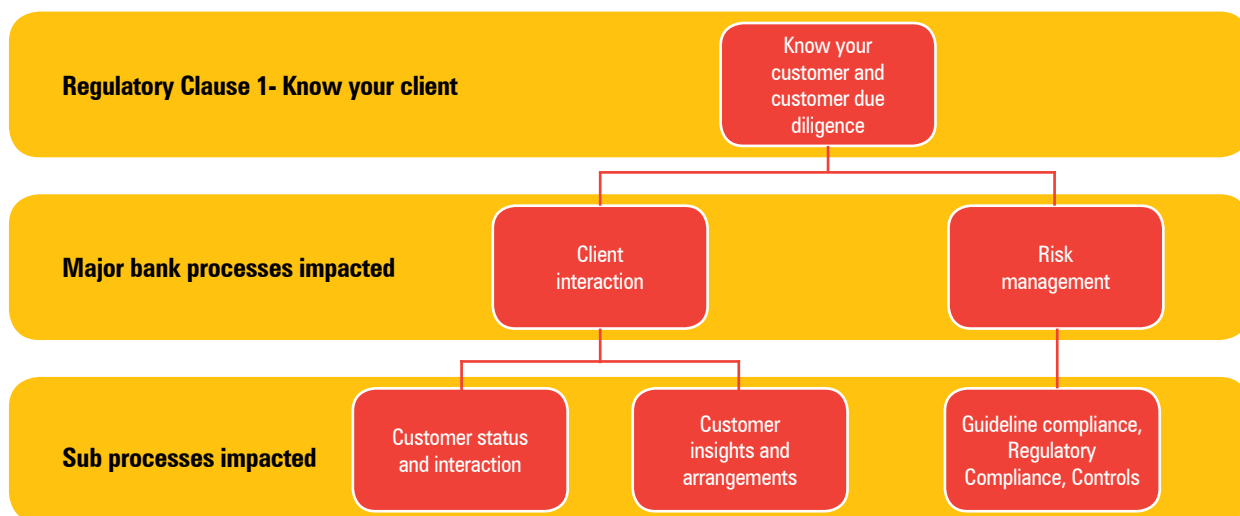 Regulatory Clause 1- Know your client
Know your
customer and
customer due
diligence
Major bank processes impacted
Client
interaction
Risk
management
Sub processes impacted
Customer status
and interaction
Customer
insights and
arrangements
Guideline compliance,
Regulatory
Compliance, Controls